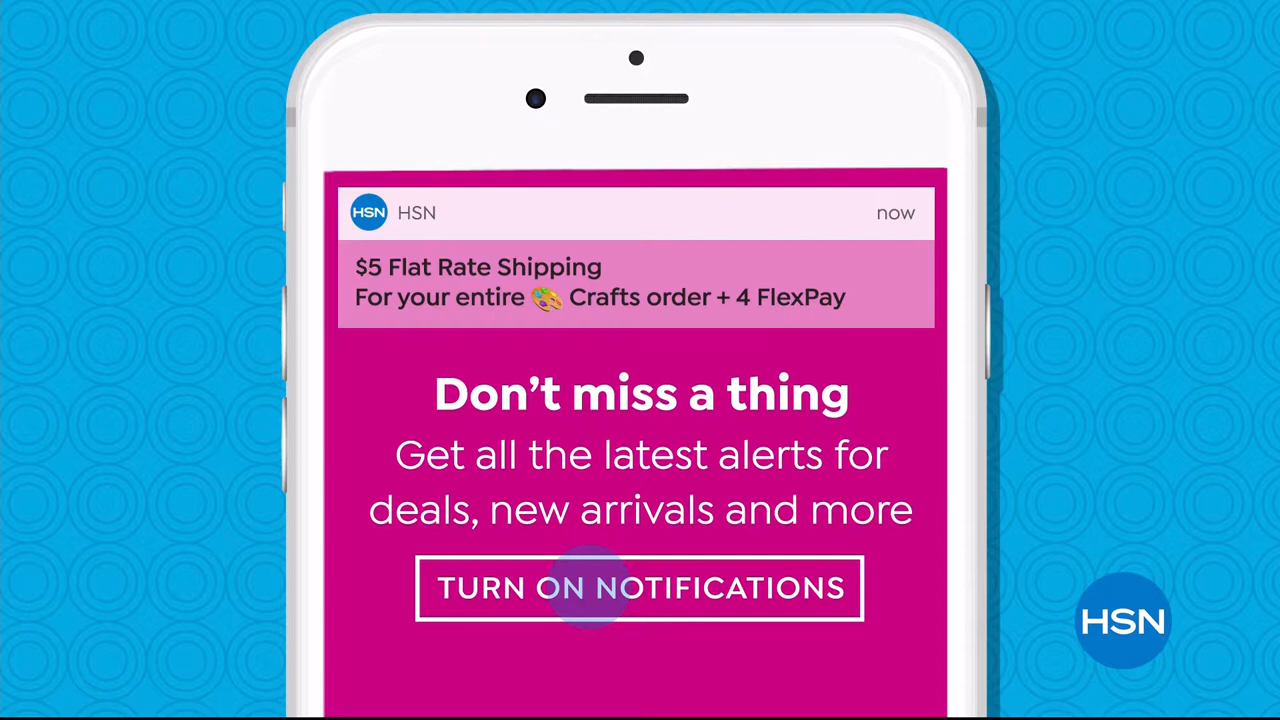 HSN HSN now
$5 Flat Rate Shipping
For your entire 🎨 Crafts order + 4 FlexPay
Don't miss a thing
Get all the latest alerts for
deals, new arrivals and more
TURN ON NOTIFICATIONS
HSN